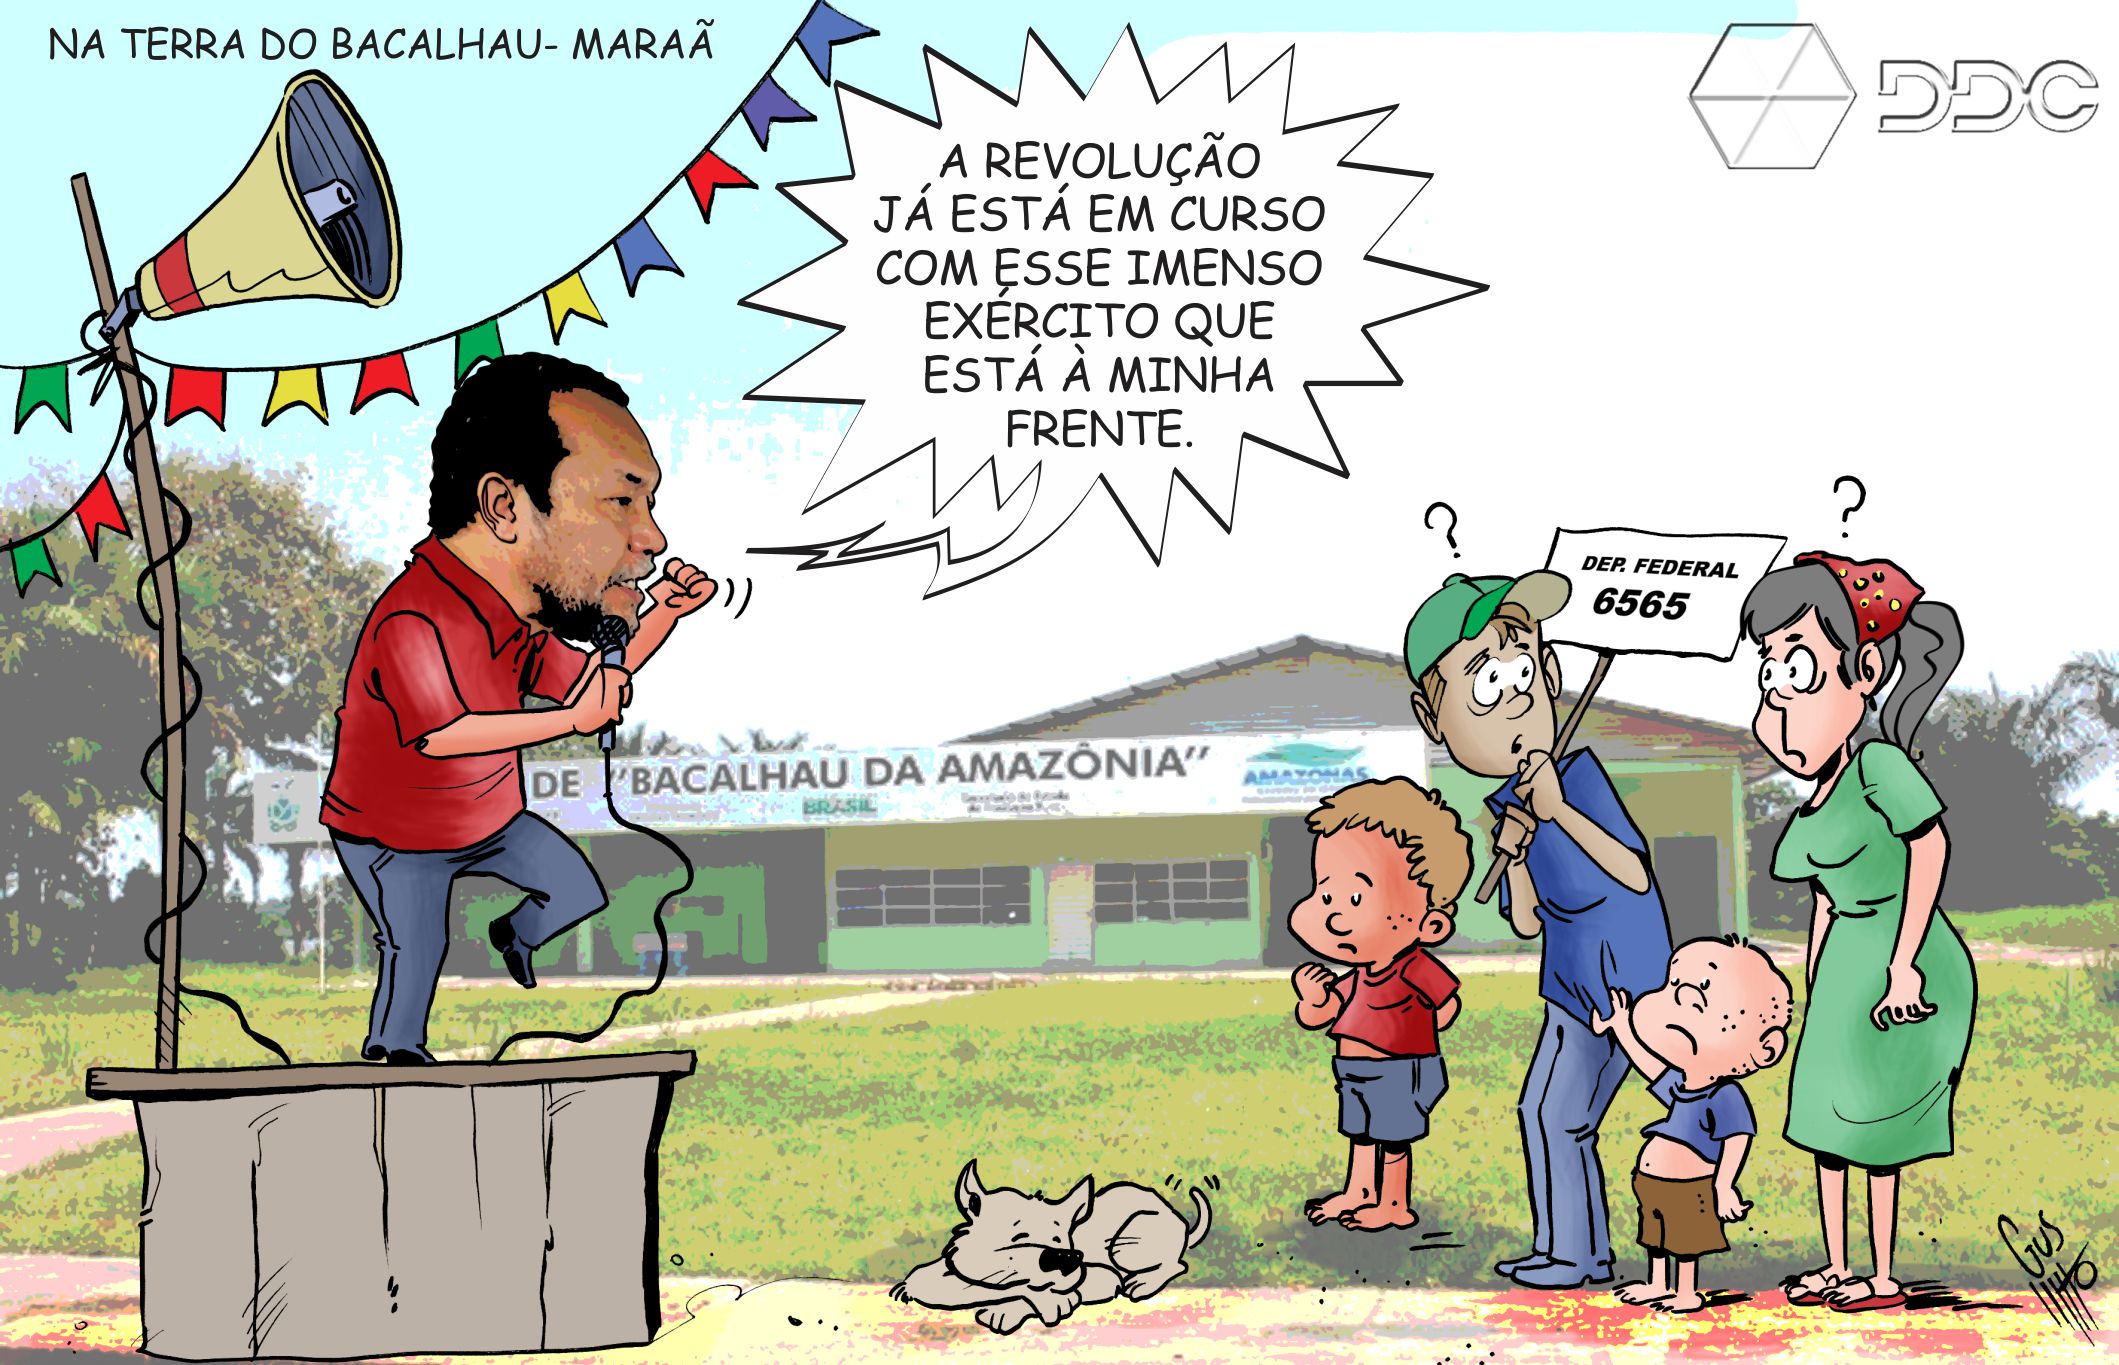 NA TERRA DO BACALHAU- MARAÃ
DDC
A REVOLUÇÃO
JÁ ESTÁ EM CURSO
COM ESSE IMENSO
EXÉRCITO QUE
ESTÁ À MINHA
FRENTE.
?
?
DEP. FEDERAL
6565
DE "BACALHAU DA AMAZÔNIA"
BRASIL
AMAZONAS